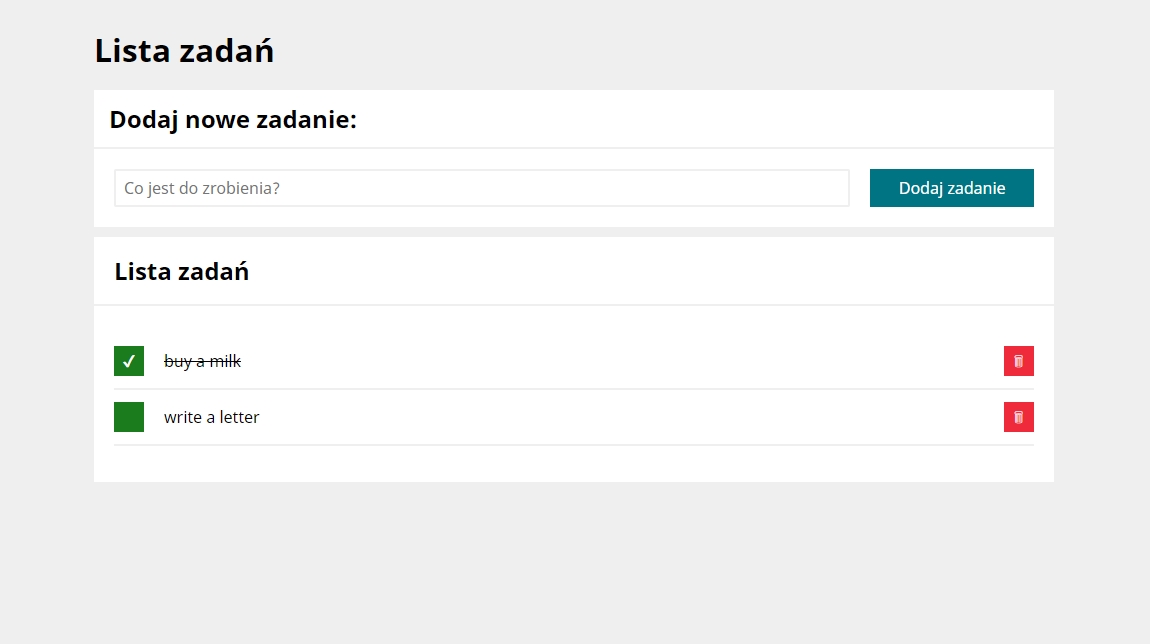 Lista zadań
Dodaj nowe zadanie:
Co jest do zrobienia?
Dodaj zadanie
Lista zadań
buy a milk
write a letter